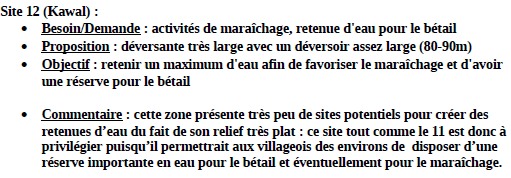 Site 12 (Kawal) :
• Besoin/Demande : activités de maraîchage, retenue d'eau pour le bétail
• Proposition : déversante très large avec un déversoir assez large (80-90m)
• Objectif : retenir un maximum d'eau afin de favoriser le maraîchage et d'avoir
une réserve pour le bétail
• Commentaire : cette zone présente très peu de sites potentiels pour créer des
retenues d’eau du fait de son relief très plat : ce site tout comme le 11 est donc à
privilégier puisqu’il permettrait aux villageois des environs de disposer d’une
réserve importante en eau pour le bétail et éventuellement pour le maraîchage.